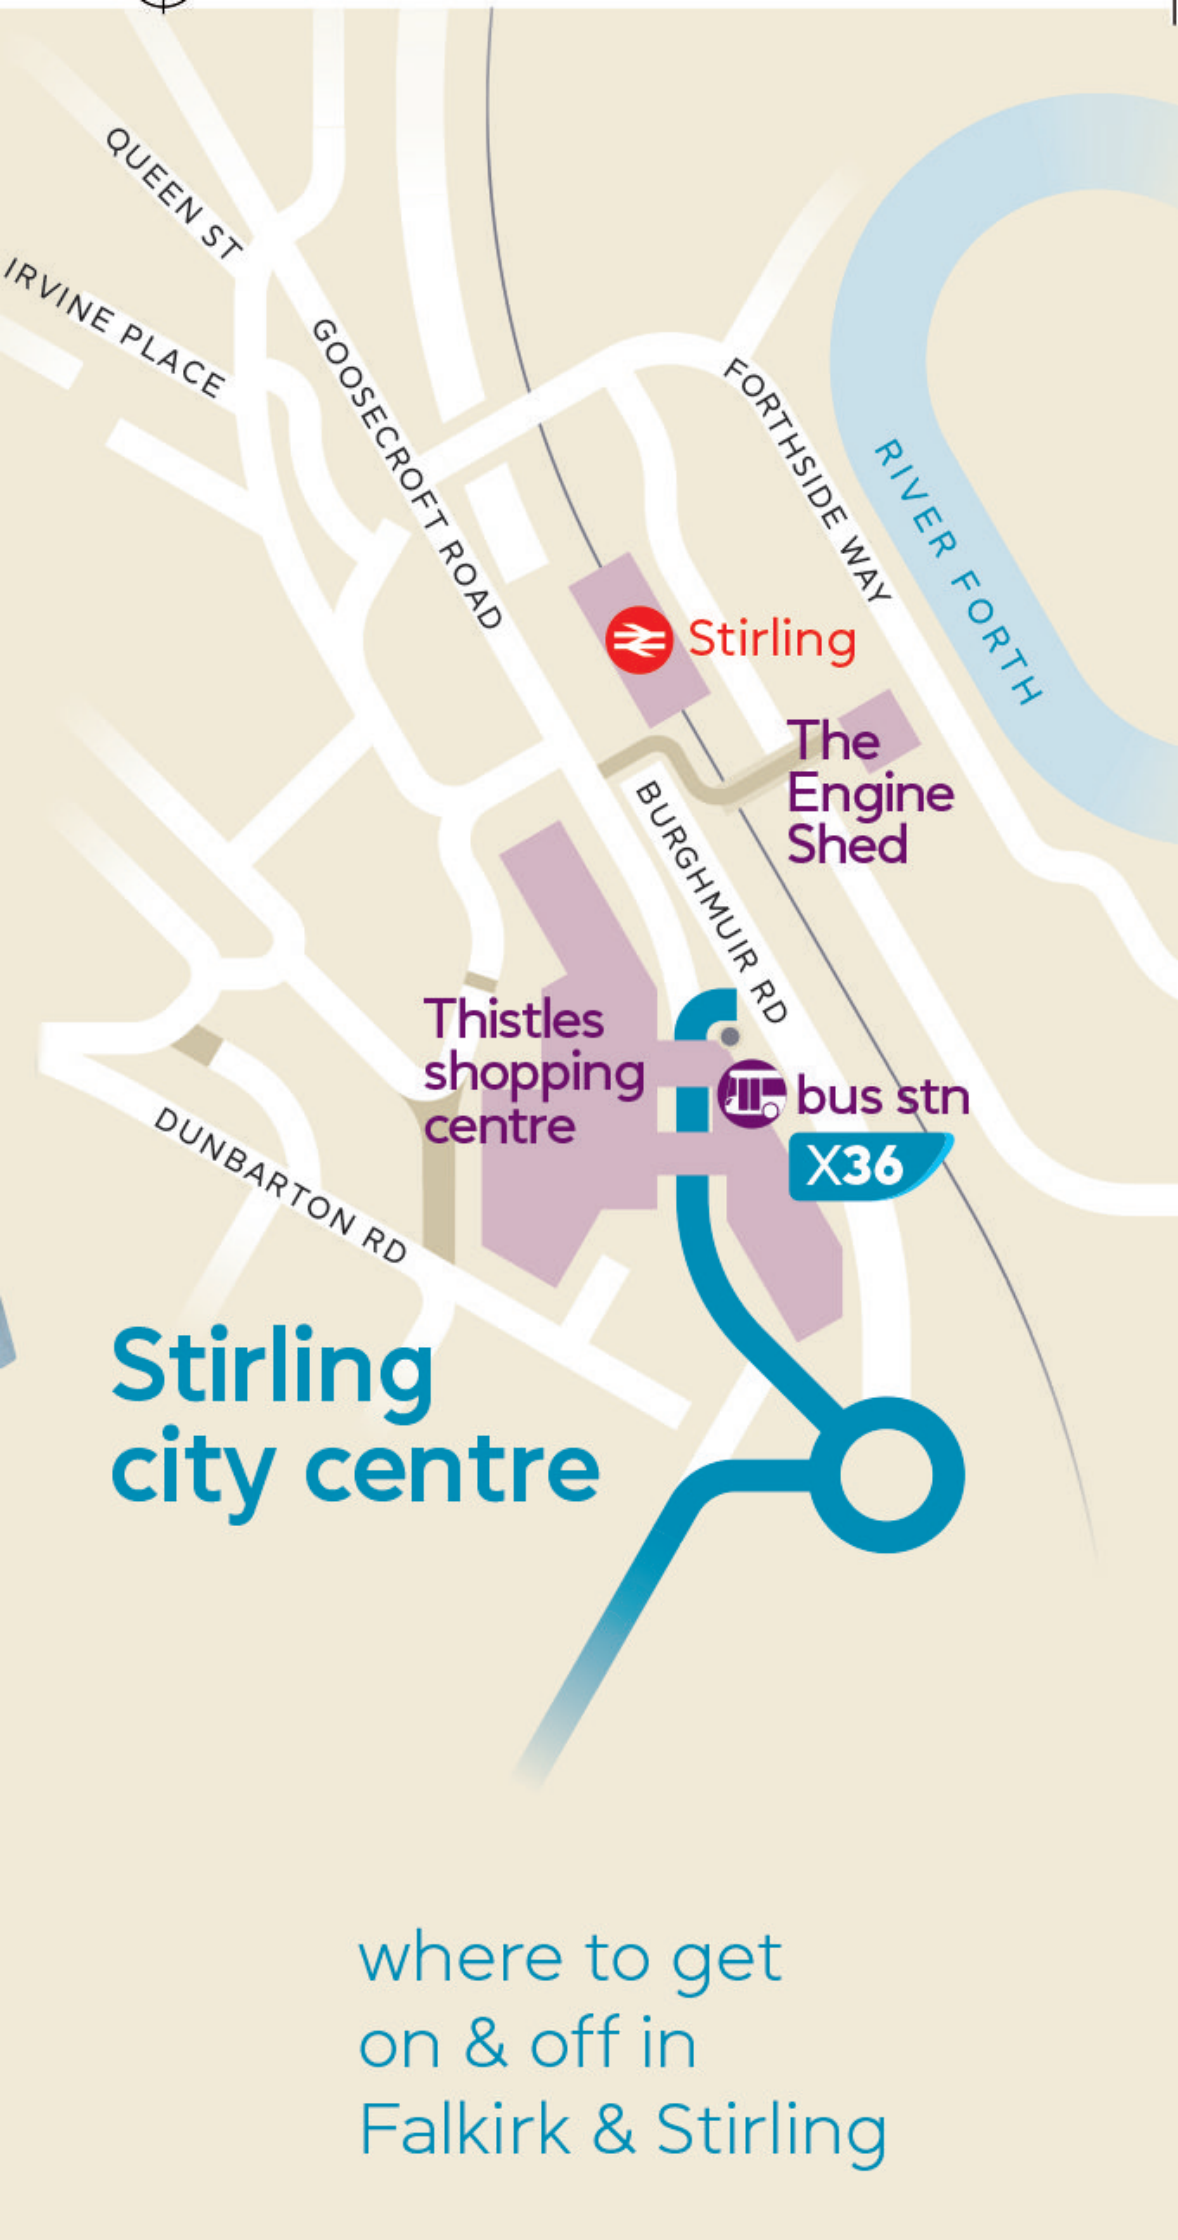 QUEEN ST
IRVINE PLACE
GOOSECROFT ROAD
FORTHSIDE WAY
RIVER FORTH
Stirling
The
Engine
Shed
BURGHMUIR RD
Thistles
shopping
centre
bus stn
X36
DUNBARTON RD
Stirling
city centre
where to get
on & off in
Falkirk & Stirling